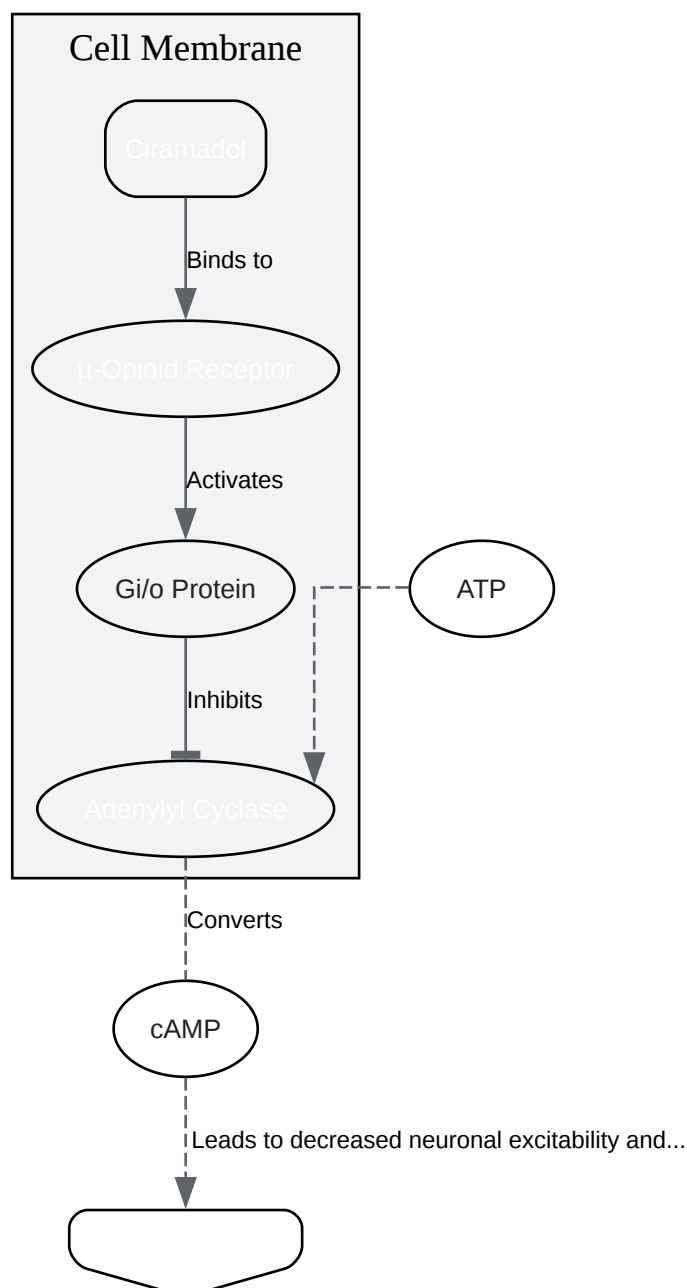 Cell Membrane
Ciramadol
Binds to
μ-Opioid Receptor
Activates
Gi/o Protein
ATP
Inhibits
Adenylyl Cyclase
Converts
cAMP
Leads to decreased neuronal excitability and...